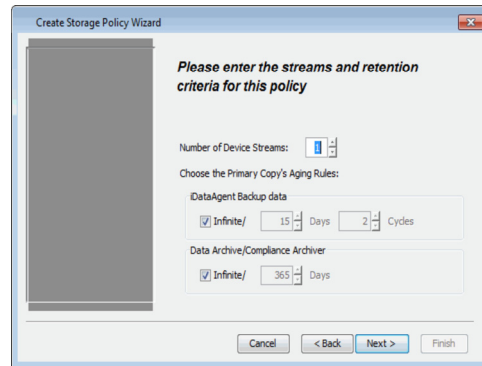 Create Storage Policy Wizard
Please enter the streams and retention
criteria for this policy
Number of Device Streams: 1
Choose the Primary Copy's Aging Rules:
iDataAgent Backup data
Infinite/ 15 Days 2 Cycles
Data Archive/Compliance Archiver
Infinite/ 365 Days
Cancel < Back Next > Finish